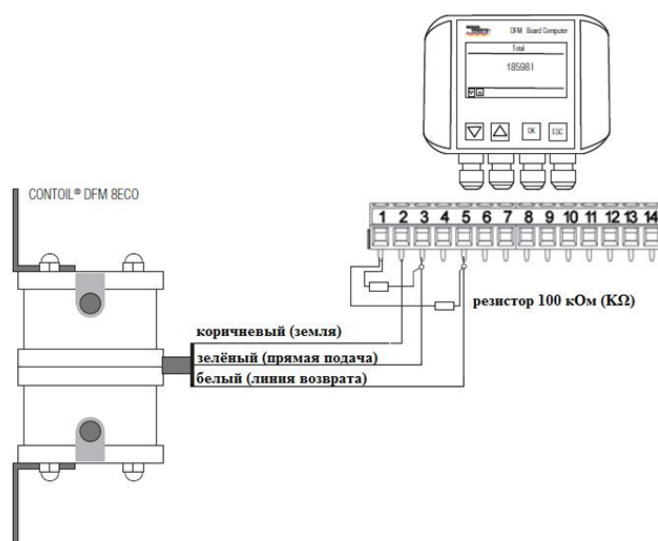 DFM Board Computer
Total
185981
OK
ESC
CONTOIL® DFM 8ECO
1 2 3 4 5 6 7 8 9 10 11 12 13 14
резистор 100 кОм (KΩ)
коричневый (земля)
зелёный (прямая подача)
белый (линия возврата)